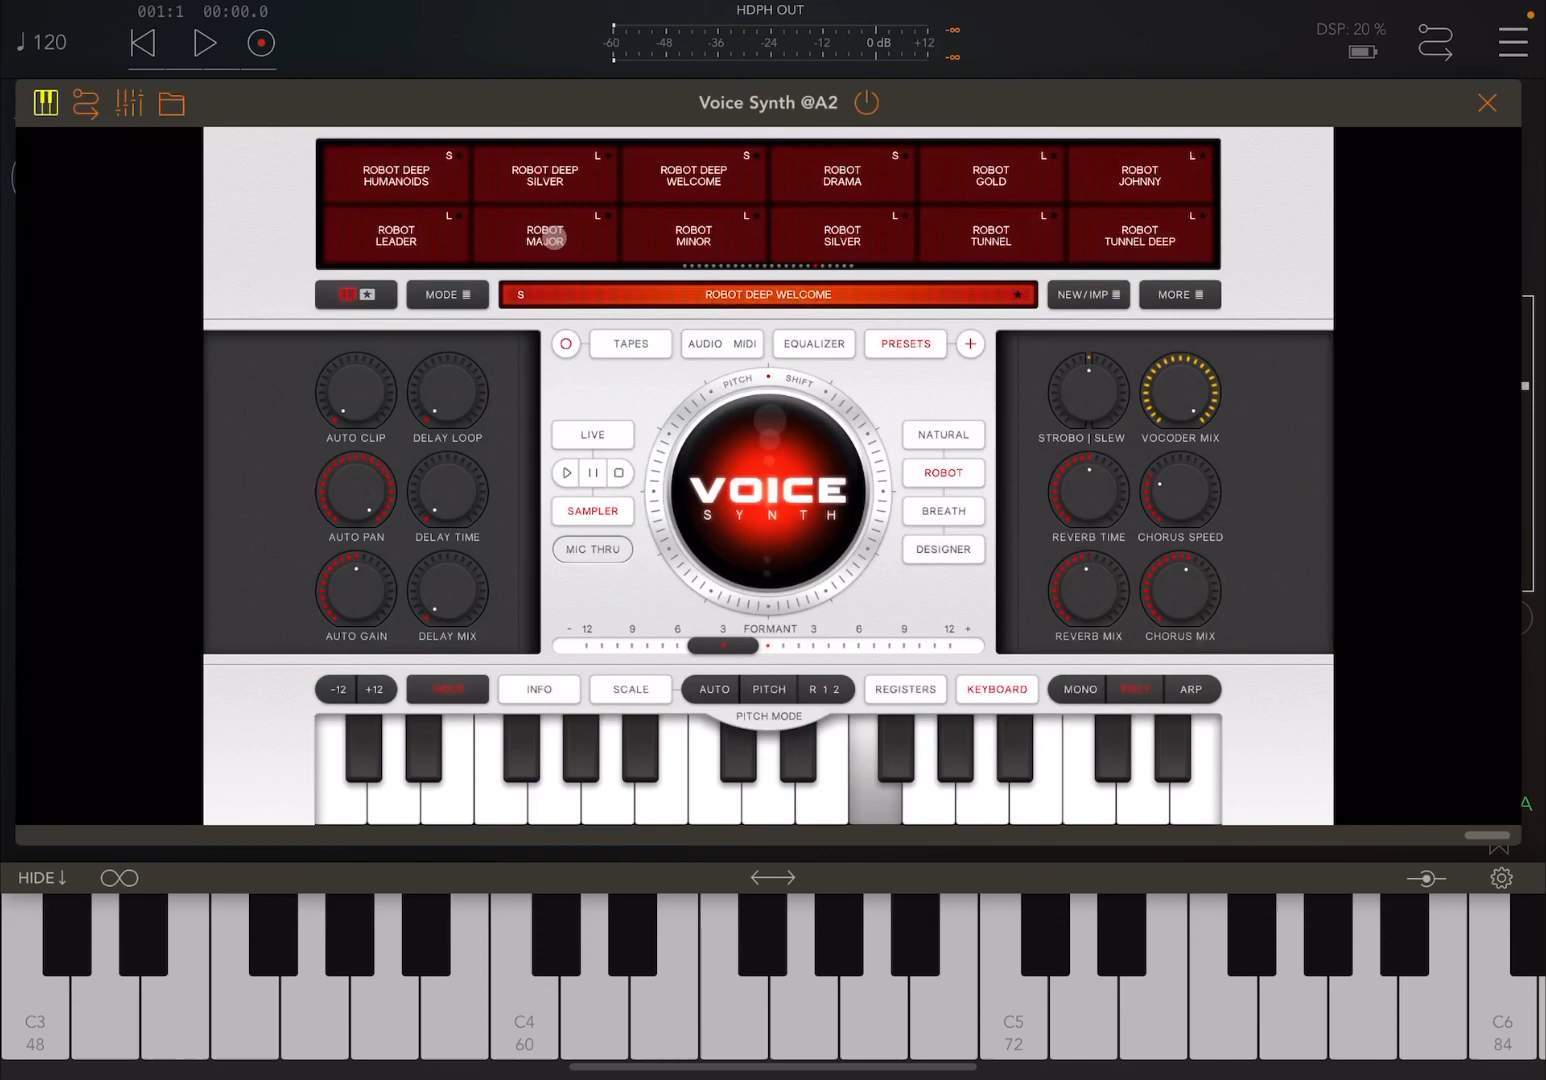 001:1 00:00.0
HDPH OUT
♩ 120
-60 -48 -36 -24 -12 0 dB +12
-∞
-∞
DSP: 20 %
Voice Synth @A2
S L S S L L
ROBOT DEEP
HUMANOIDS
ROBOT DEEP
SILVER
ROBOT DEEP
WELCOME
ROBOT
DRAMA
ROBOT
GOLD
ROBOT
JOHNNY
L L L L L L
ROBOT
LEADER
ROBOT
MAJOR
ROBOT
MINOR
ROBOT
SILVER
ROBOT
TUNNEL
ROBOT
TUNNEL DEEP
MODE
S ROBOT DEEP WELCOME
NEW/IMP
MORE
TAPES AUDIO MIDI EQUALIZER PRESETS +
PITCH SHIFT
AUTO CLIP DELAY LOOP
LIVE
NATURAL
STROBO | SLEW VOCODER MIX
ROBOT
VOICE
SYNTH
SAMPLER
BREATH
AUTO PAN DELAY TIME
REVERB TIME CHORUS SPEED
MIC THRU
DESIGNER
- 12 9 6 3 FORMANT 3 6 9 12 +
AUTO GAIN DELAY MIX
REVERB MIX CHORUS MIX
-12 +12 HOLD INFO SCALE AUTO PITCH R 1 2 REGISTERS KEYBOARD MONO POLY ARP
PITCH MODE
A
HIDE↓
C3 C4 C5 C6
48 60 72 84